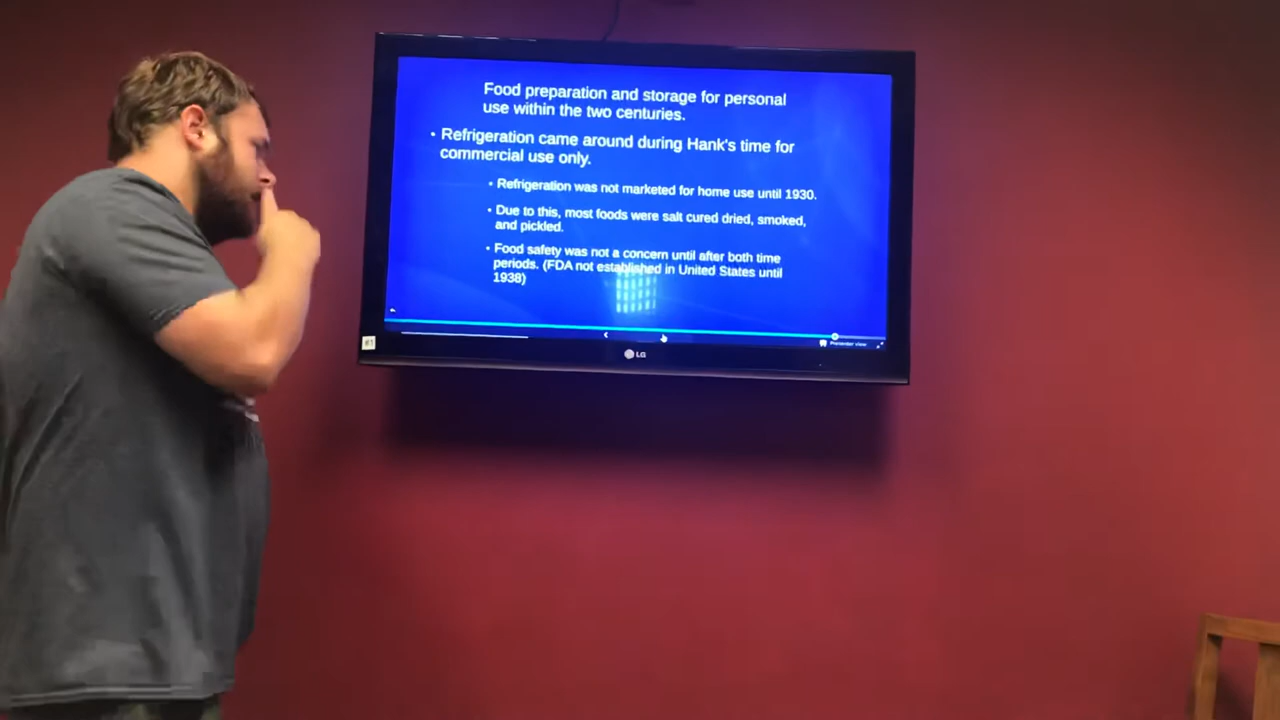 Food preparation and storage for personal
use within the two centuries.
• Refrigeration came around during Hank's time for
commercial use only.
• Refrigeration was not marketed for home use until 1930.
• Due to this, most foods were salt cured dried, smoked,
and pickled.
• Food safety was not a concern until after both time
periods. (FDA not established in United States until
1938)
Presenter view
#1
LG